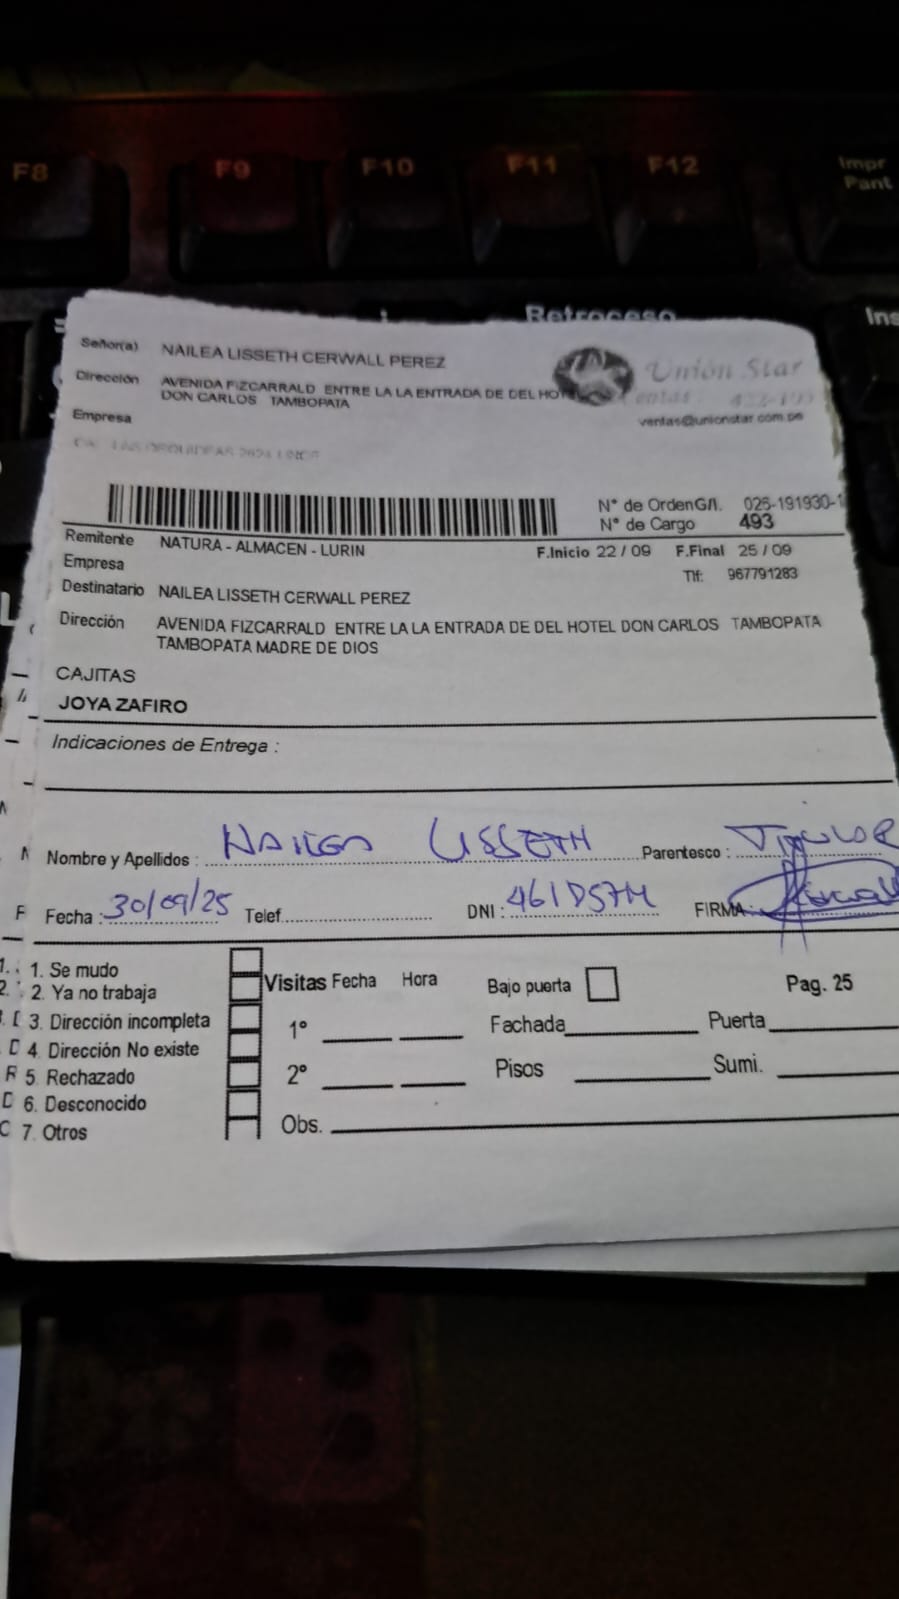 F8 F9 F10 F11 F12 Impr Pant
Retroceso Ins
Señor(a) NAILEA LISSETH CERWALL PEREZ
Unión Star
Dirección AVENIDA FIZCARRALD ENTRE LA LA ENTRADA DE DEL HOTE
DON CARLOS TAMBOPATA
ventas@unionstar.com.pe
Empresa
N° de OrdenG/I. 026-191930-1
N° de Cargo 493
Remitente NATURA - ALMACEN - LURIN
F.Inicio 22 / 09 F.Final 25 / 09
Empresa
Tlf: 967791283
Destinatario NAILEA LISSETH CERWALL PEREZ
Dirección AVENIDA FIZCARRALD ENTRE LA LA ENTRADA DE DEL HOTEL DON CARLOS TAMBOPATA
TAMBOPATA MADRE DE DIOS
CAJITAS
JOYA ZAFIRO
Indicaciones de Entrega :
Nombre y Apellidos : NAILEA LISSETH Parentesco : TITULAR
Fecha : 30/09/25 Telef. DNI : FIRMA
1. Se mudo
2. Ya no trabaja
3. Dirección incompleta
4. Dirección No existe
5. Rechazado
6. Desconocido
7. Otros
Visitas Fecha Hora
1°
2°
Obs.
Bajo puerta
Pag. 25
Fachada Puerta
Pisos Sumi.